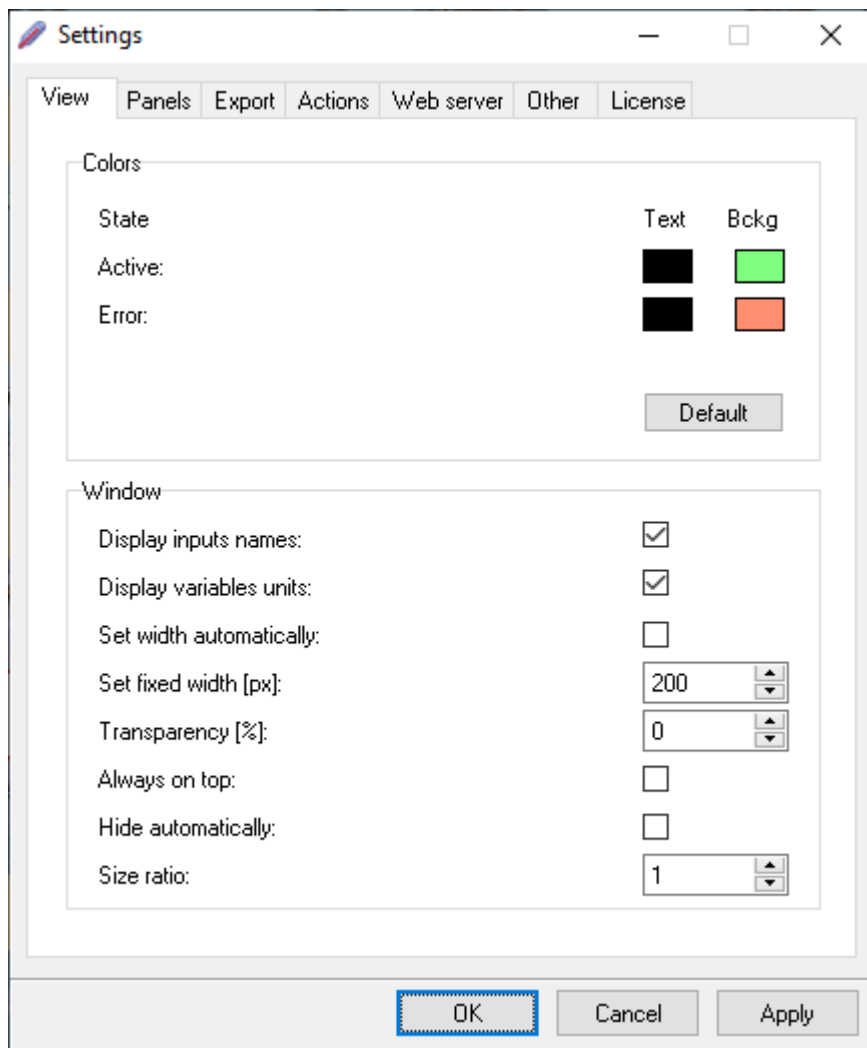 Settings
View Panels Export Actions Web server Other License
Colors
State Text Bckg
Active:
Error:
Default
Window
Display inputs names:
Display variables units:
Set width automatically:
Set fixed width [px]: 200
Transparency [%]: 0
Always on top:
Hide automatically:
Size ratio: 1
OK Cancel Apply